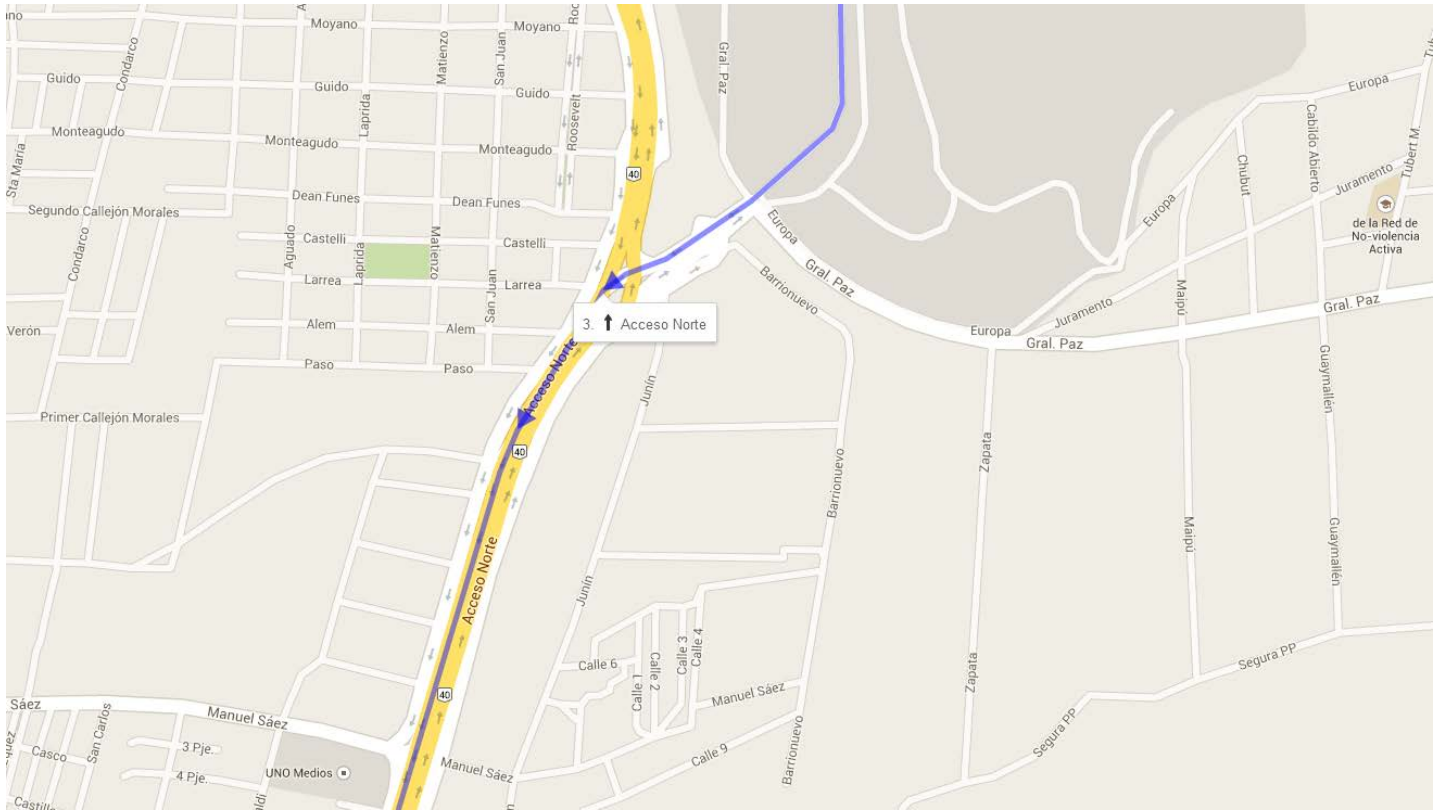 Moyano
Moyano
Condarco
Matienzo
San Juan
Gral. Paz
Europa
Guido
Guido
Guido
Laprida
Roosevelt
Monteagudo
Monteagudo
Monteagudo
40
Sta María
Cabildo Abierto
Chubut
Tubert M.
Juramento
Dean Funes
Dean Funes
Segundo Callejón Morales
Europa
Europa
de la Red de
No-violencia
Activa
Castelli
Castelli
Condarco
Aguado
Laprida
Matienzo
San Juan
Larrea
Larrea
Barrionuevo
Gral. Paz
Maipú
Gral. Paz
Juramento
Europa
Gral. Paz
3. Acceso Norte
Verón
Alem
Alem
Paso
Paso
Acceso Norte
Junín
Guaymallén
Primer Callejón Morales
40
Zapata
Barrionuevo
Maipú
Guaymallén
Acceso Norte
Junín
Calle 6
Calle 1
Calle 2
Calle 3
Calle 4
Manuel Sáez
Zapata
Segura PP
Segura PP
40
Sáez
Manuel Sáez
San Carlos
Casco
3 Pje.
4 Pje.
UNO Medios
Manuel Sáez
Calle 9
Barrionuevo